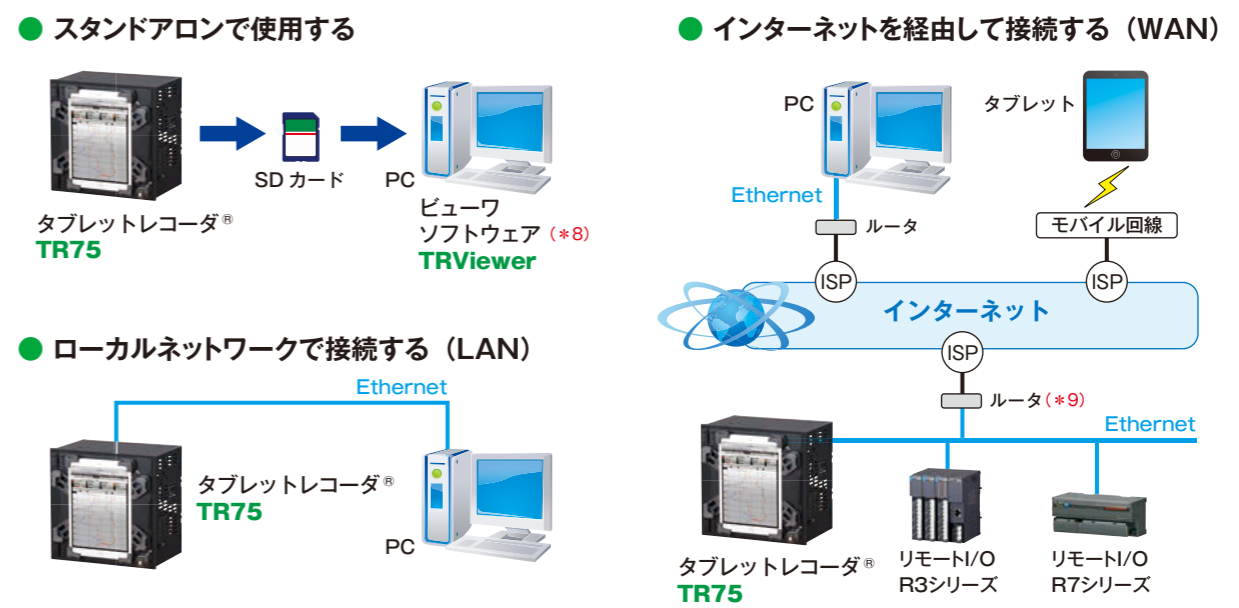 ● スタンドアロンで使用する
タブレットレコーダ®
TR75
SD カード
PC
ビューワ
ソフトウェア（*8）
TRViewer
● ローカルネットワークで接続する（LAN）
Ethernet
タブレットレコーダ®
TR75
PC
● インターネットを経由して接続する（WAN）
PC
タブレット
Ethernet
ルータ
モバイル回線
ISP
ISP
インターネット
ISP
ルータ（*9）
Ethernet
タブレットレコーダ®
TR75
リモートI/O
R3シリーズ
リモートI/O
R7シリーズ